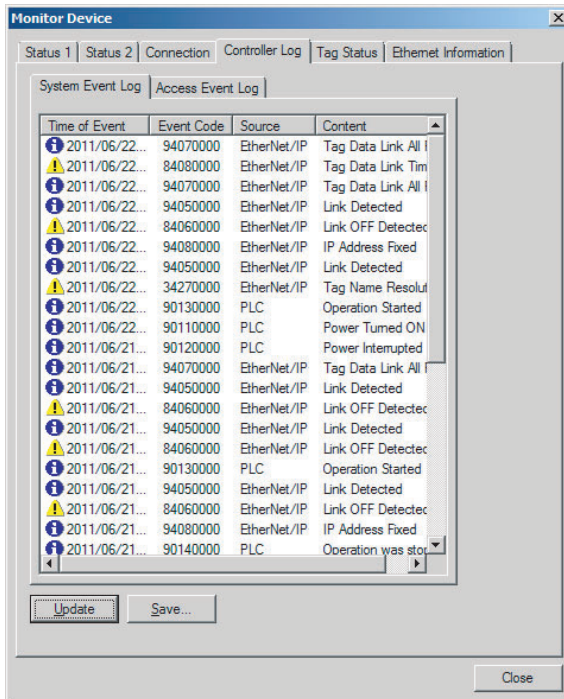 Monitor Device
Status 1 Status 2 Connection Controller Log Tag Status Ethernet Information
System Event Log Access Event Log
Time of Event Event Code Source Content
2011/06/22... 94070000 EtherNet/IP Tag Data Link All
2011/06/22... 84080000 EtherNet/IP Tag Data Link Tim
2011/06/22... 94070000 EtherNet/IP Tag Data Link All
2011/06/22... 94050000 EtherNet/IP Link Detected
2011/06/22... 84060000 EtherNet/IP Link OFF Detected
2011/06/22... 94080000 EtherNet/IP IP Address Fixed
2011/06/22... 94050000 EtherNet/IP Link Detected
2011/06/22... 34270000 EtherNet/IP Tag Name Resolut
2011/06/22... 90130000 PLC Operation Started
2011/06/22... 90110000 PLC Power Turned ON
2011/06/21... 90120000 PLC Power Interrupted
2011/06/21... 94070000 EtherNet/IP Tag Data Link All
2011/06/21... 94050000 EtherNet/IP Link Detected
2011/06/21... 84060000 EtherNet/IP Link OFF Detected
2011/06/21... 94050000 EtherNet/IP Link Detected
2011/06/21... 84060000 EtherNet/IP Link OFF Detected
2011/06/21... 90130000 PLC Operation Started
2011/06/21... 94050000 EtherNet/IP Link Detected
2011/06/21... 84060000 EtherNet/IP Link OFF Detected
2011/06/21... 94080000 EtherNet/IP IP Address Fixed
2011/06/21... 90140000 PLC Operation was stop
Update Save...
Close